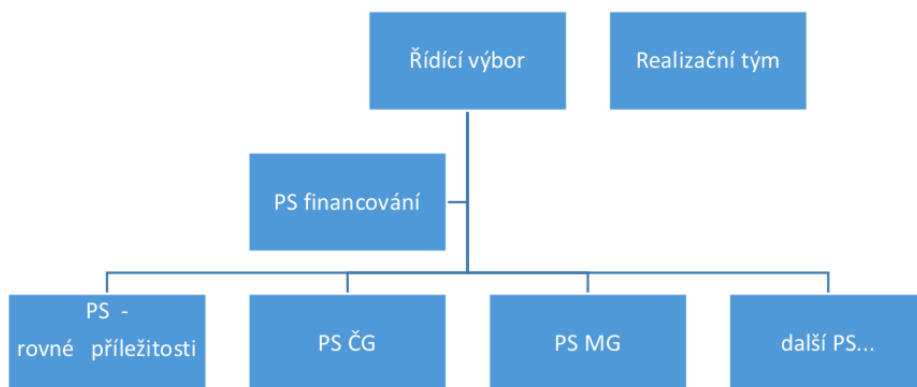 Řídící výbor
Realizační tým
PS financování
PS -
rovné příležitosti
PS ČG
PS MG
další PS...